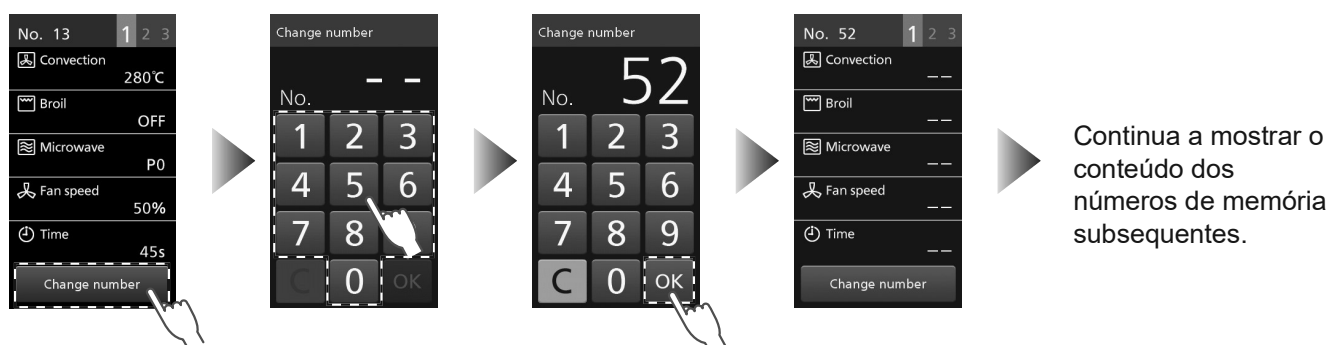 No. 13 1 2 3
Convection
280℃
Broil
OFF
Microwave
P0
Fan speed
50%
Time
45s
Change number
Change number
No. – –
1 2 3
4 5 6
7 8
C 0 OK
Change number
No. 52
1 2 3
4 5 6
7 8 9
C 0 OK
No. 52 1 2 3
Convection
––
Broil
––
Microwave
––
Fan speed
––
Time
––
Change number
Continua a mostrar o
conteúdo dos
números de memória
subsequentes.